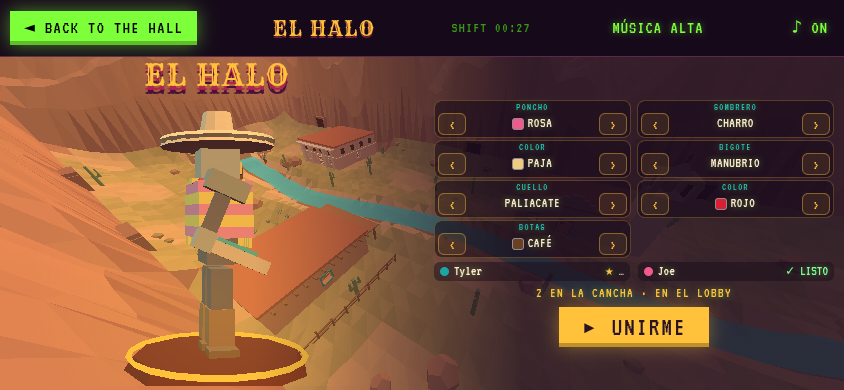 ◄ BACK TO THE HALL
EL HALO
SHIFT 00:27
MÚSICA ALTA
♪ ON
EL HALO
PONCHO
‹ ROSA ›
SOMBRERO
‹ CHARRO ›
COLOR
‹ PAJA ›
BIGOTE
‹ MANUBRIO ›
CUELLO
‹ PALIACATE ›
COLOR
‹ ROJO ›
BOTAS
‹ CAFÉ ›
Tyler ★ …
Joe ✓ LISTO
2 EN LA CANCHA · EN EL LOBBY
► UNIRME